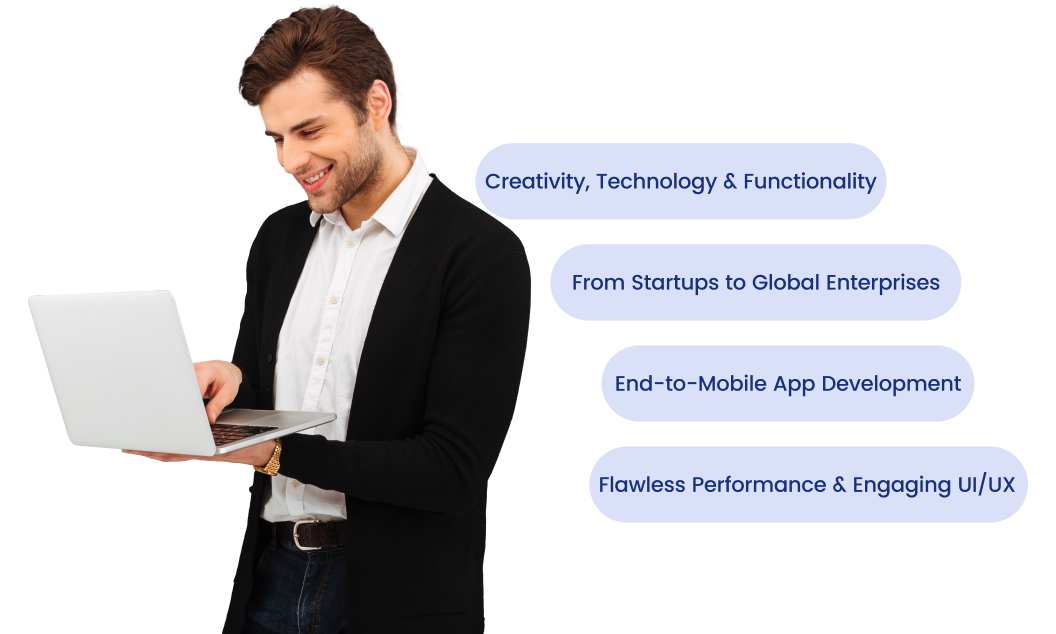 Creativity, Technology & Functionality
From Startups to Global Enterprises
End-to-Mobile App Development
Flawless Performance & Engaging UI/UX